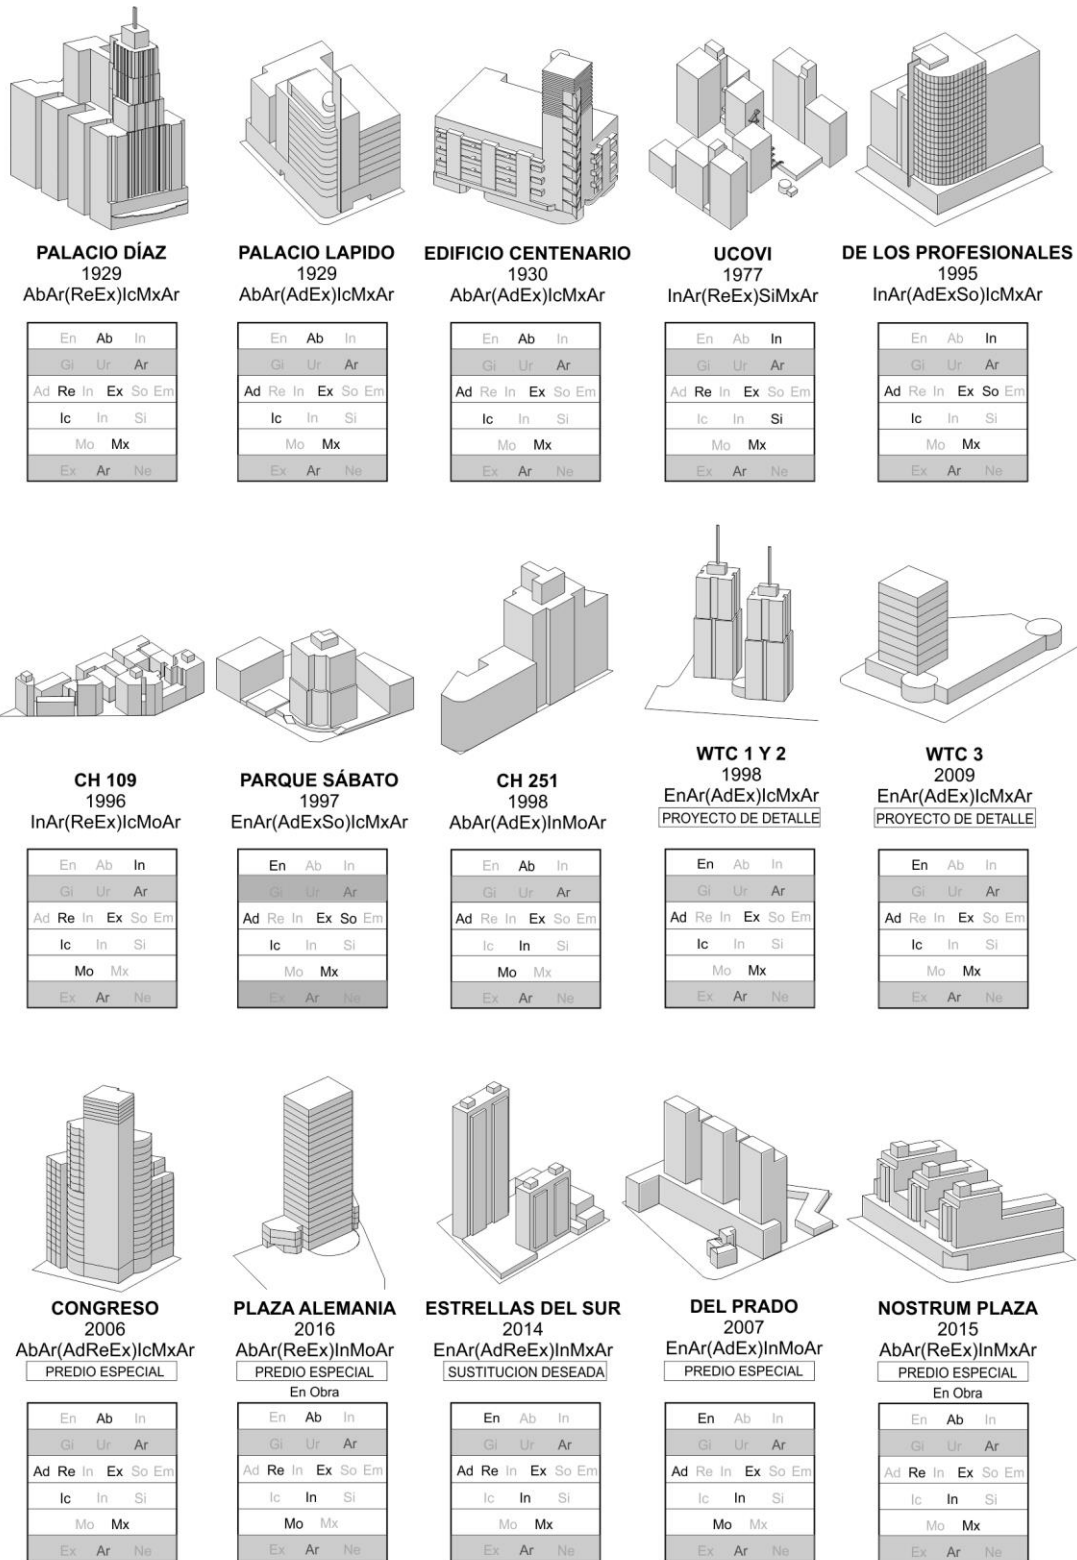 PALACIO DÍAZ
1929
AbAr(ReEx)IcMxAr
En Ab In
Gi Ur Ar
Ad Re In Ex So Em
Ic In Si
Mo Mx
Ex Ar Ne
PALACIO LAPIDO
1929
AbAr(AdEx)IcMxAr
En Ab In
Gi Ur Ar
Ad Re In Ex So Em
Ic In Si
Mo Mx
Ex Ar Ne
EDIFICIO CENTENARIO
1930
AbAr(AdEx)IcMxAr
En Ab In
Gi Ur Ar
Ad Re In Ex So Em
Ic In Si
Mo Mx
Ex Ar Ne
UCOVI
1977
InAr(ReEx)SiMxAr
En Ab In
Gi Ur Ar
Ad Re In Ex So Em
Ic In Si
Mo Mx
Ex Ar Ne
DE LOS PROFESIONALES
1995
InAr(AdExSo)IcMxAr
En Ab In
Gi Ur Ar
Ad Re In Ex So Em
Ic In Si
Mo Mx
Ex Ar Ne
CH 109
1996
InAr(ReEx)IcMoAr
En Ab In
Gi Ur Ar
Ad Re In Ex So Em
Ic In Si
Mo Mx
Ex Ar Ne
PARQUE SÁBATO
1997
EnAr(AdExSo)IcMxAr
En Ab In
Gi Ur Ar
Ad Re In Ex So Em
Ic In Si
Mo Mx
Ex Ar Ne
CH 251
1998
AbAr(AdEx)InMoAr
En Ab In
Gi Ur Ar
Ad Re In Ex So Em
Ic In Si
Mo Mx
Ex Ar Ne
WTC 1 Y 2
1998
EnAr(AdEx)IcMxAr
PROYECTO DE DETALLE
En Ab In
Gi Ur Ar
Ad Re In Ex So Em
Ic In Si
Mo Mx
Ex Ar Ne
WTC 3
2009
EnAr(AdEx)IcMxAr
PROYECTO DE DETALLE
En Ab In
Gi Ur Ar
Ad Re In Ex So Em
Ic In Si
Mo Mx
Ex Ar Ne
CONGRESO
2006
AbAr(AdReEx)IcMxAr
PREDIO ESPECIAL
En Ab In
Gi Ur Ar
Ad Re In Ex So Em
Ic In Si
Mo Mx
Ex Ar Ne
PLAZA ALEMANIA
2016
AbAr(ReEx)InMoAr
PREDIO ESPECIAL
En Obra
En Ab In
Gi Ur Ar
Ad Re In Ex So Em
Ic In Si
Mo Mx
Ex Ar Ne
ESTRELLAS DEL SUR
2014
EnAr(AdReEx)InMxAr
SUSTITUCION DESEADA
En Ab In
Gi Ur Ar
Ad Re In Ex So Em
Ic In Si
Mo Mx
Ex Ar Ne
DEL PRADO
2007
EnAr(AdEx)InMoAr
PREDIO ESPECIAL
En Ab In
Gi Ur Ar
Ad Re In Ex So Em
Ic In Si
Mo Mx
Ex Ar Ne
NOSTRUM PLAZA
2015
AbAr(ReEx)InMxAr
PREDIO ESPECIAL
En Obra
En Ab In
Gi Ur Ar
Ad Re In Ex So Em
Ic In Si
Mo Mx
Ex Ar Ne